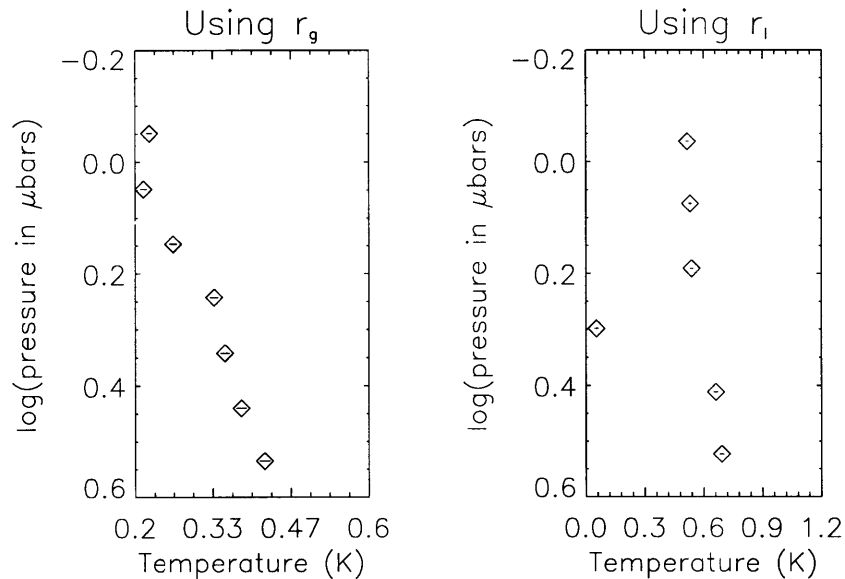 Using r_g
-0.2
0.0
0.2
0.4
0.6
log(pressure in μbars)
0.2 0.33 0.47 0.6
Temperature (K)
Using r_l
-0.2
0.0
0.2
0.4
0.6
log(pressure in μbars)
0.0 0.3 0.6 0.9 1.2
Temperature (K)